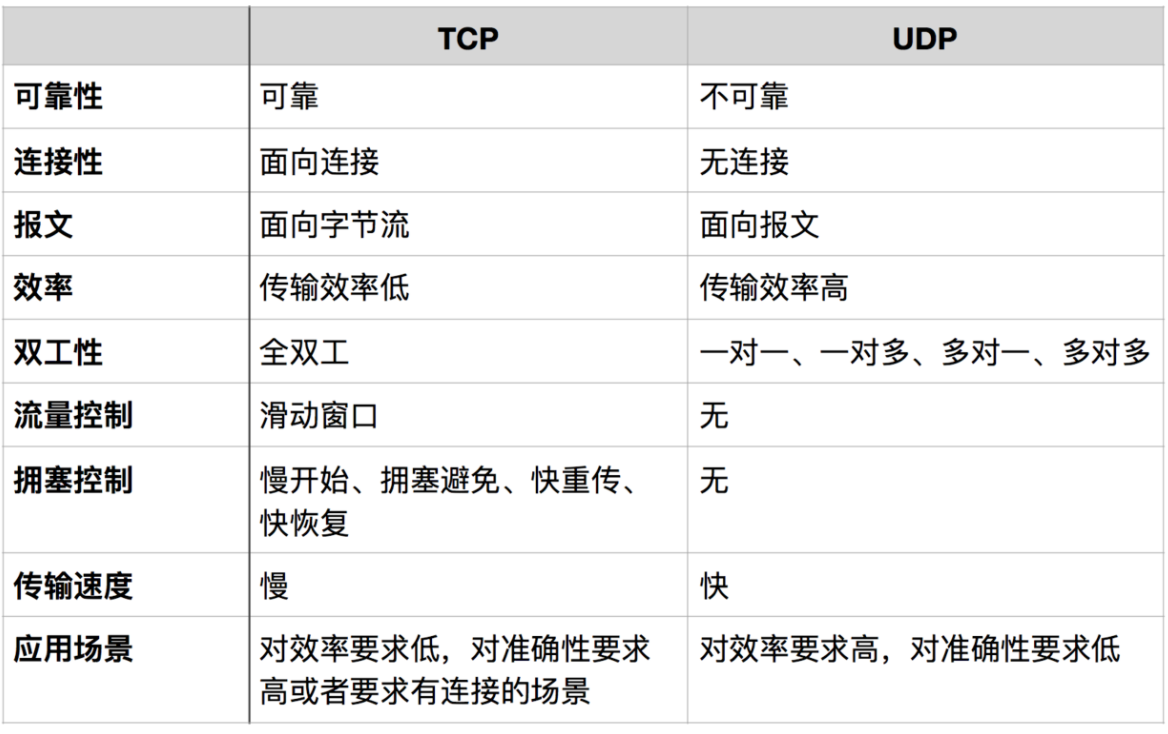 TCP UDP
可靠性 可靠 不可靠
连接性 面向连接 无连接
报文 面向字节流 面向报文
效率 传输效率低 传输效率高
双工性 全双工 一对一、一对多、多对一、多对多
流量控制 滑动窗口 无
拥塞控制 慢开始、拥塞避免、快重传、 无
快恢复
传输速度 慢 快
应用场景 对效率要求低，对准确性要求 对效率要求高，对准确性要求低
高或者要求有连接的场景